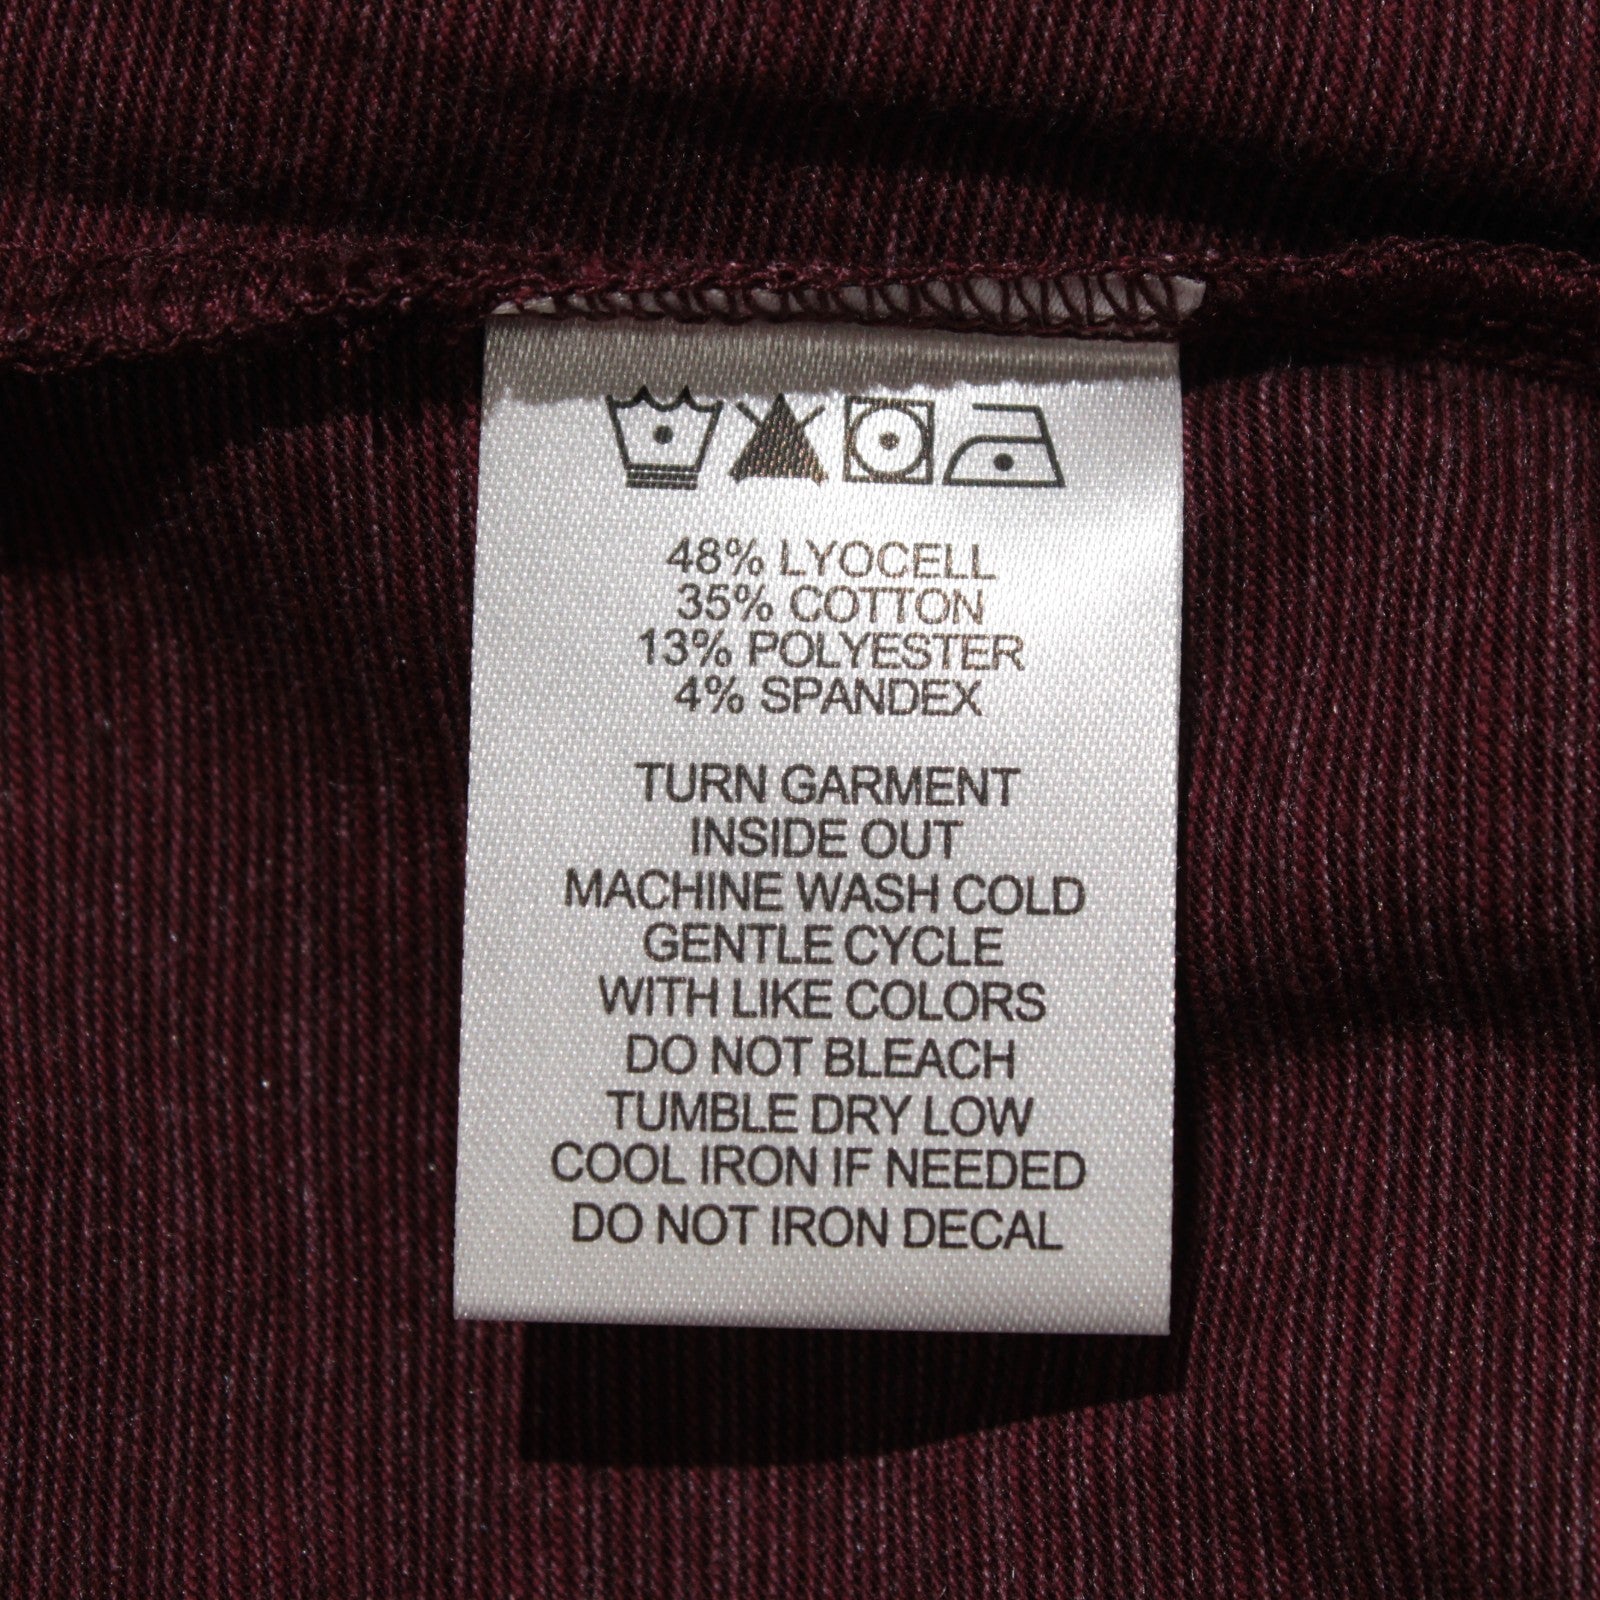 48% LYOCELL
35% COTTON
13% POLYESTER
4% SPANDEX
TURN GARMENT
INSIDE OUT
MACHINE WASH COLD
GENTLE CYCLE
WITH LIKE COLORS
DO NOT BLEACH
TUMBLE DRY LOW
COOL IRON IF NEEDED
DO NOT IRON DECAL